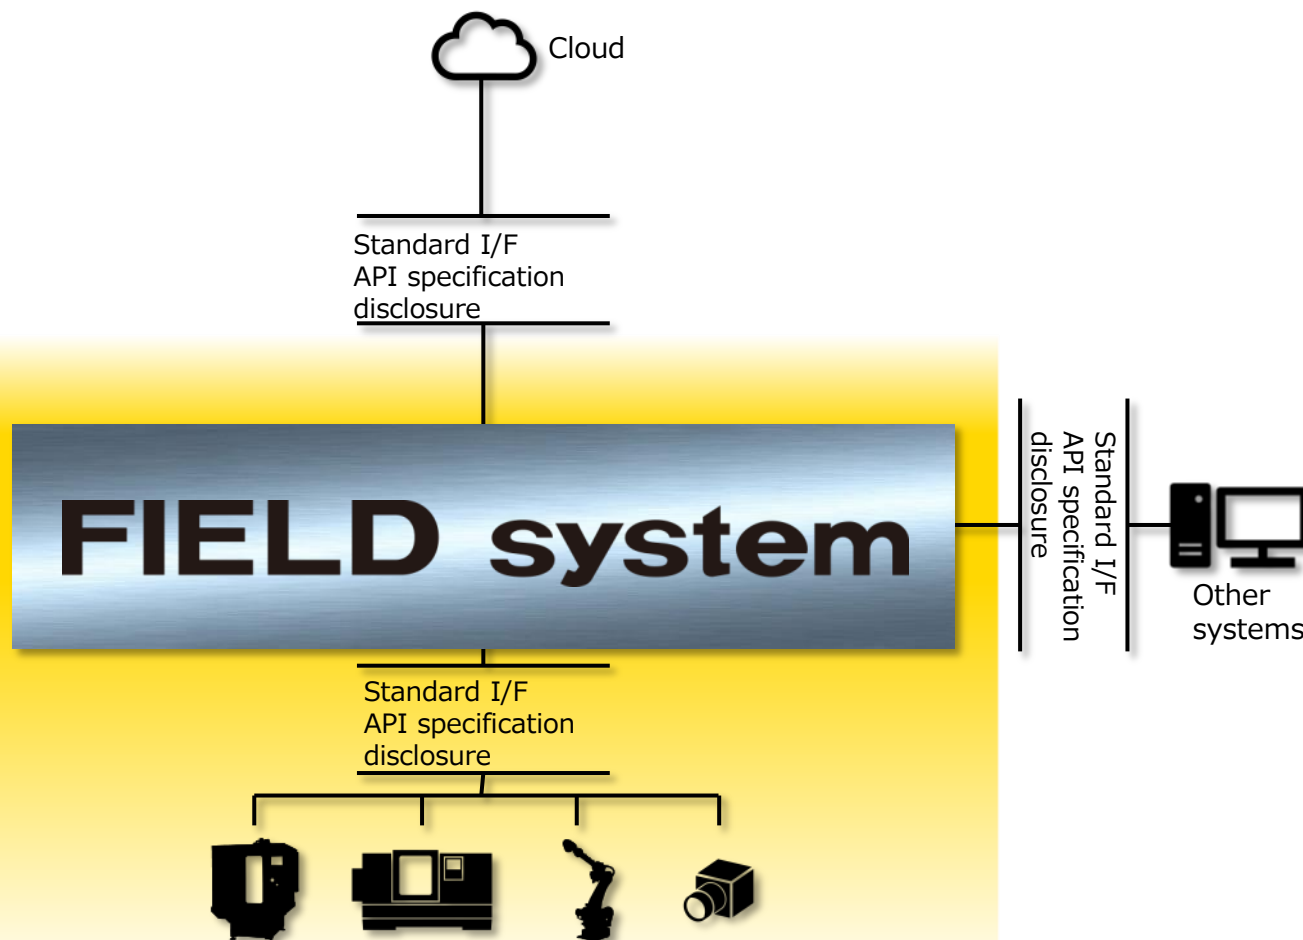 Cloud
Standard I/F
API specification
disclosure
FIELD system
Standard I/F
API specification
disclosure
Other
systems
Standard I/F
API specification
disclosure